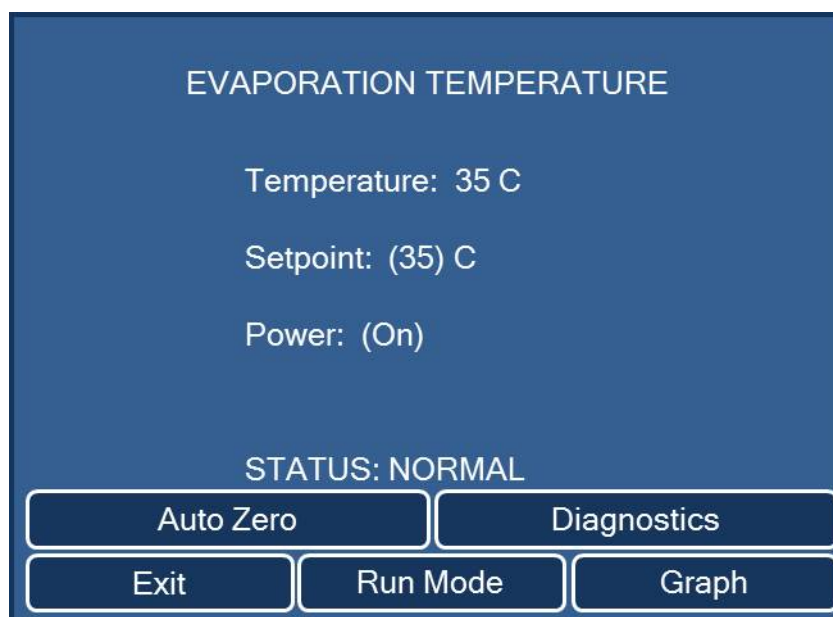 EVAPORATION TEMPERATURE
Temperature: 35 C
Setpoint: (35) C
Power: (On)
STATUS: NORMAL
Auto Zero Diagnostics
Exit Run Mode Graph